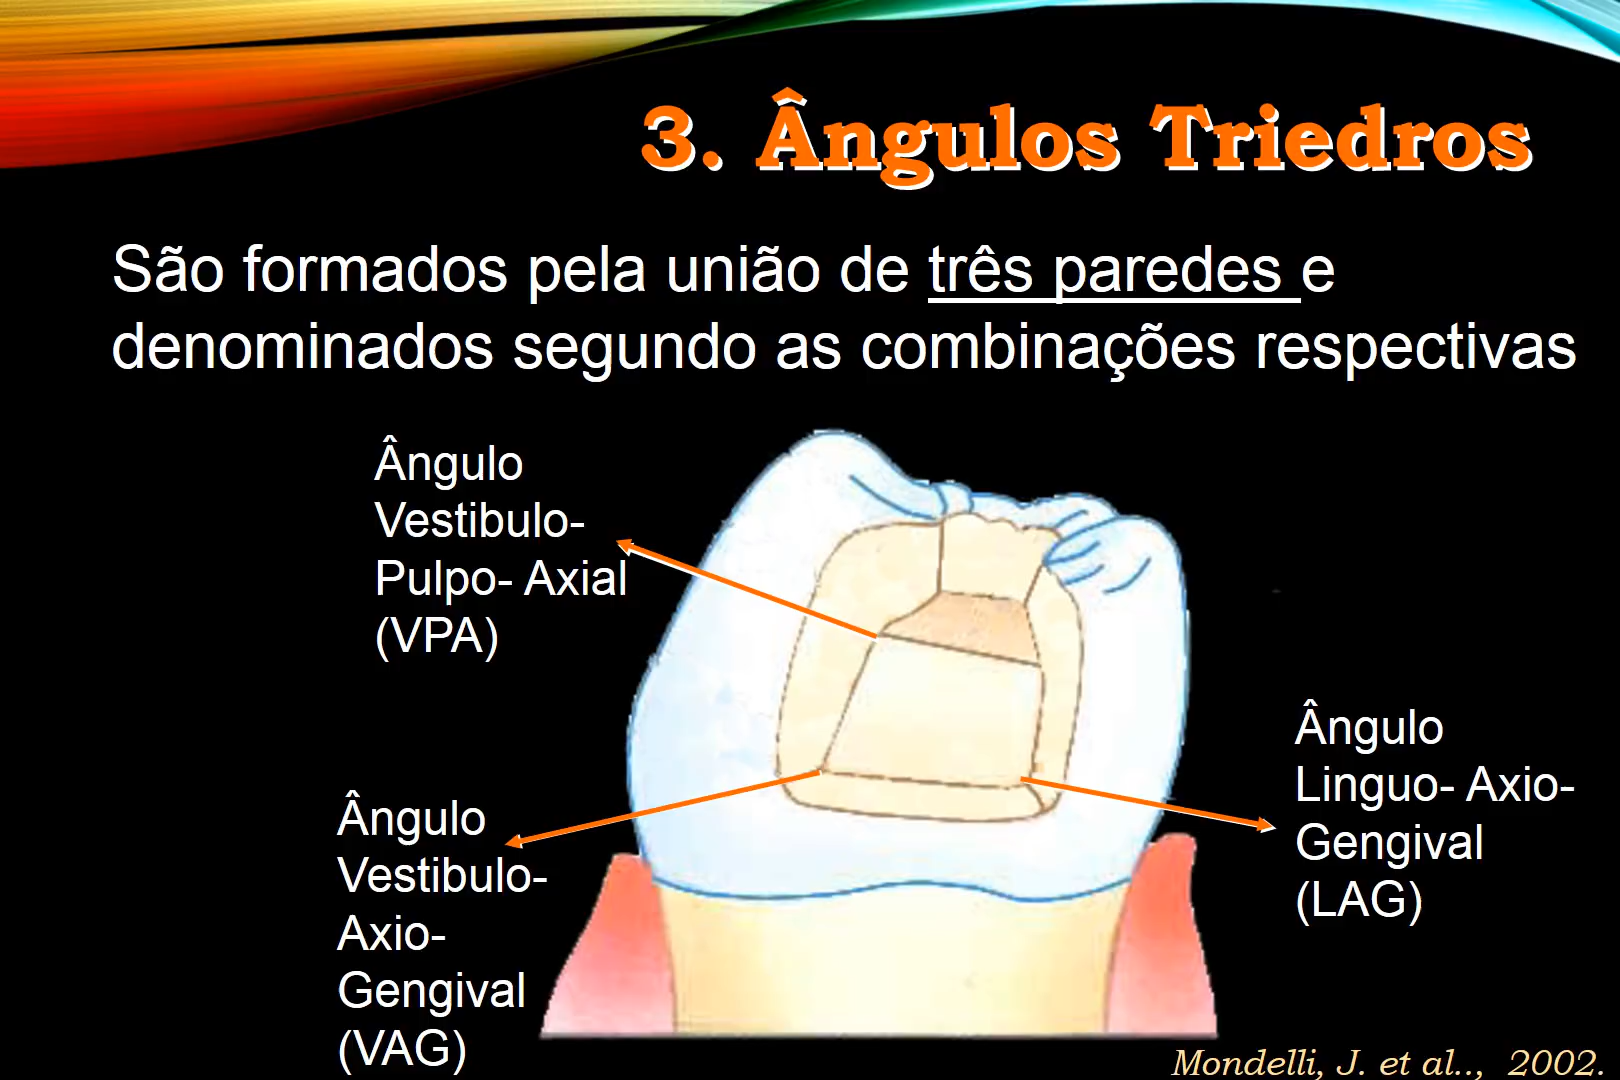 3. Ângulos Triedros
São formados pela união de três paredes e
denominados segundo as combinações respectivas
Ângulo
Vestibulo-
Pulpo- Axial
(VPA)
Ângulo
Linguo- Axio-
Gengival
(LAG)
Ângulo
Vestibulo-
Axio-
Gengival
(VAG)
Mondelli, J. et al.., 2002.